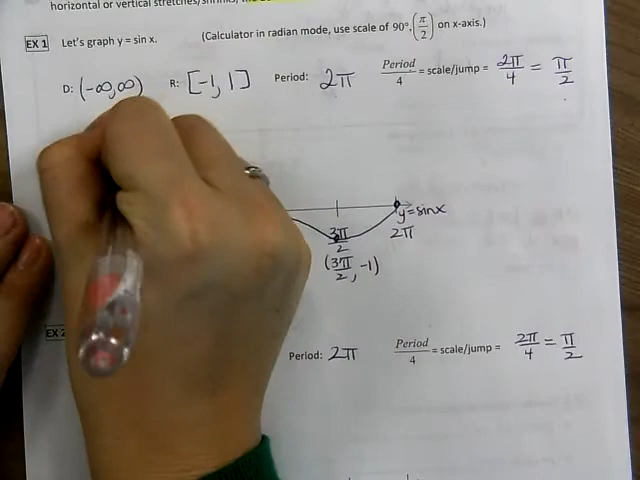 horizontal or vertical stretches/shrinks, the
EX 1 Let's graph y = sin x. (Calculator in radian mode, use scale of 90°, (π/2) on x-axis.)
D: (-∞,∞) R: [-1, 1] Period: 2π Period/4 = scale/jump = 2π/4 = π/2
y=sinx
3π/2 2π
(3π/2, -1)
EX 2 Period: 2π Period/4 = scale/jump = 2π/4 = π/2